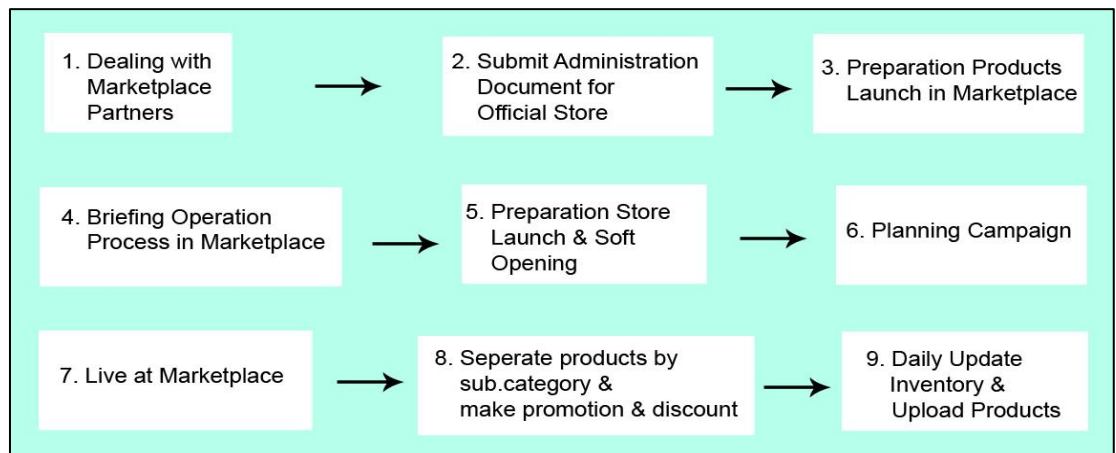 1. Dealing with
Marketplace
Partners
2. Submit Administration
Document for
Official Store
3. Preparation Products
Launch in Marketplace
4. Briefing Operation
Process in Marketplace
5. Preparation Store
Launch & Soft
Opening
6. Planning Campaign
7. Live at Marketplace
8. Seperate products by
sub.category &
make promotion & discount
9. Daily Update
Inventory &
Upload Products